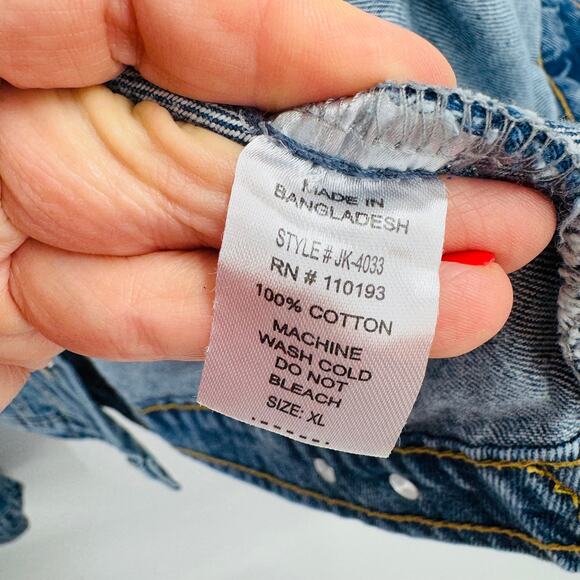 MADE IN
BANGLADESH
STYLE # JK-4033
RN # 110193
100% COTTON
MACHINE
WASH COLD
DO NOT
BLEACH
SIZE: XL